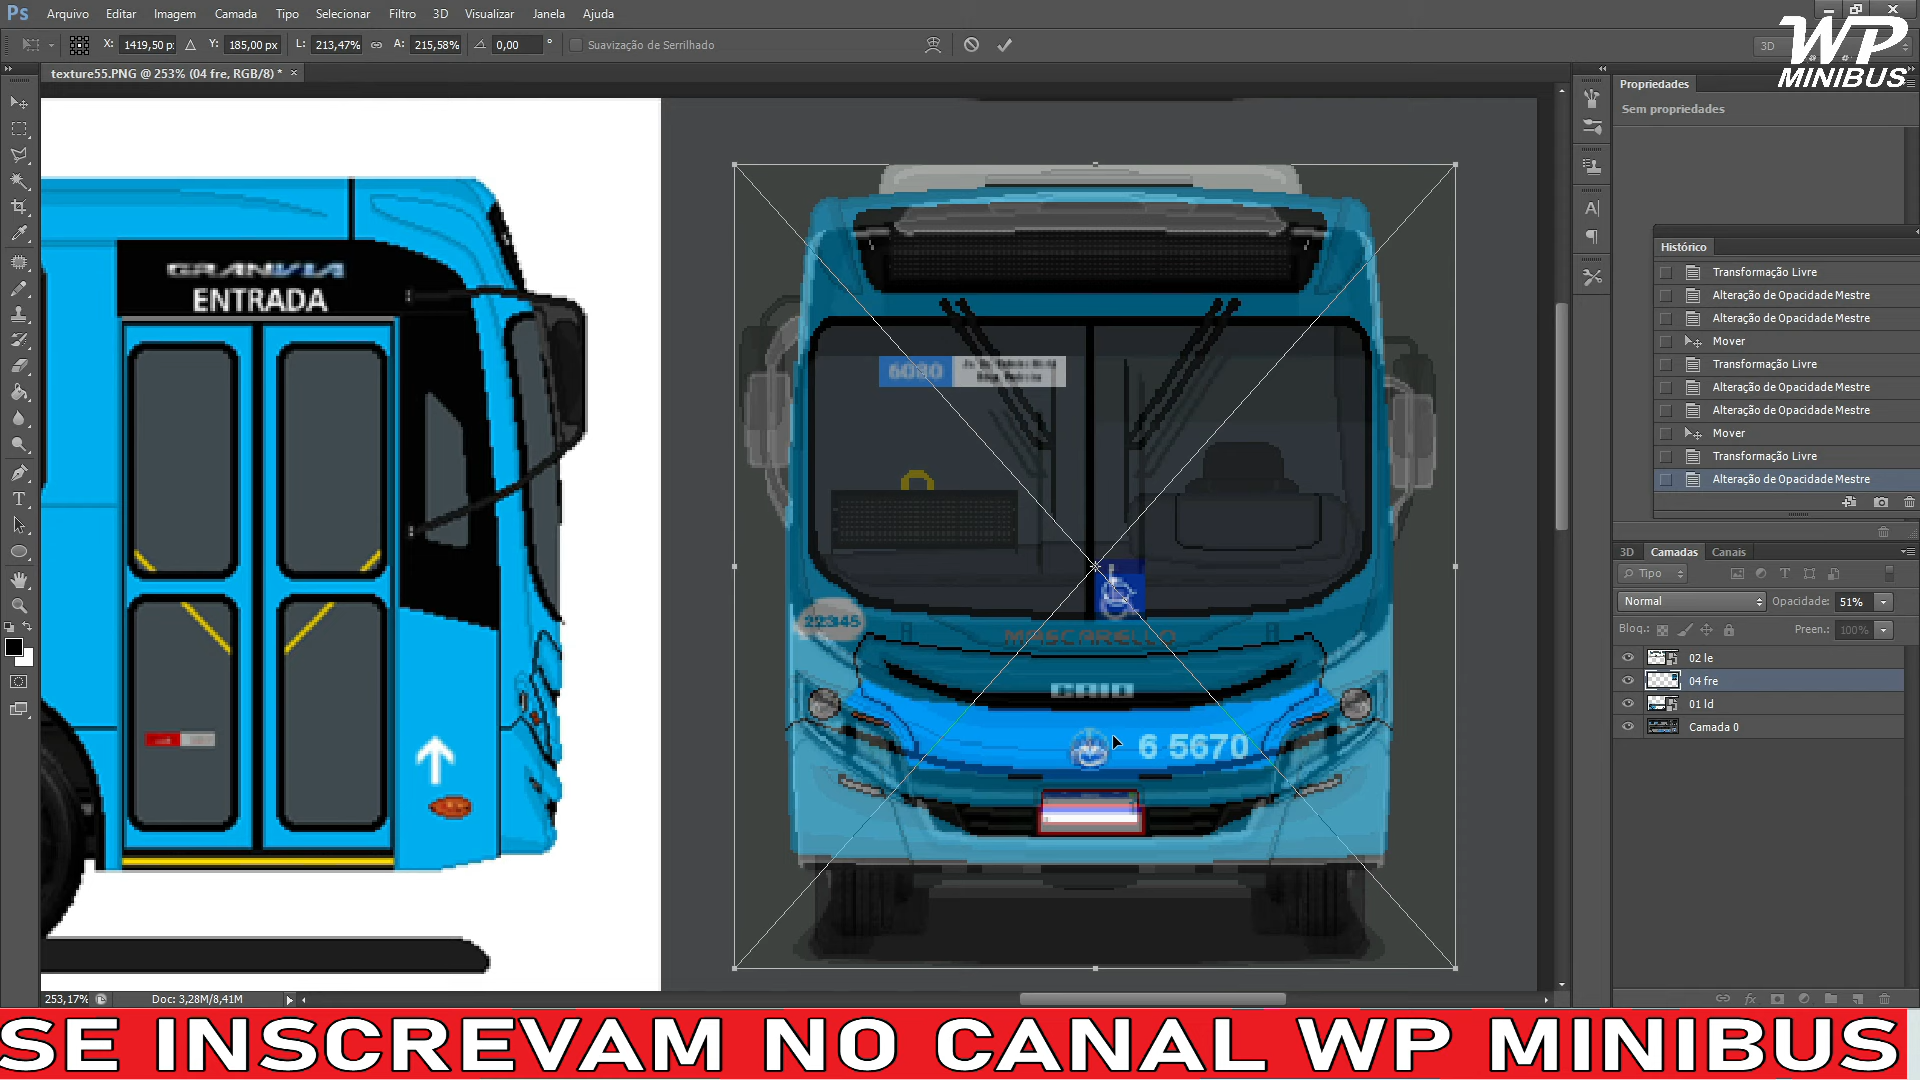 Ps Arquivo Editar Imagem Camada Tipo Selecionar Filtro 3D Visualizar Janela Ajuda
X: 1419,50 p: Y: 185,00 px L: 213,47% A: 215,58% 0,00 ° Suavização de Serrilhado 3D
WP
MINIBUS
texture55.PNG @ 253% (04 fre, RGB/8) * ×
Propriedades
Sem propriedades
Histórico
Transformação Livre
Alteração de Opacidade Mestre
Alteração de Opacidade Mestre
Mover
Transformação Livre
Alteração de Opacidade Mestre
Alteração de Opacidade Mestre
Mover
Transformação Livre
Alteração de Opacidade Mestre
GRANVIA
ENTRADA
6080
22345
MASCARELLO
CAIO
6 5670
3D Camadas Canais
Tipo
Normal Opacidade: 51%
Bloq.: Preen.: 100%
02 le
04 fre
01 ld
Camada 0
253,17% Doc: 3,28M/8,41M
SE INSCREVAM NO CANAL WP MINIBUS